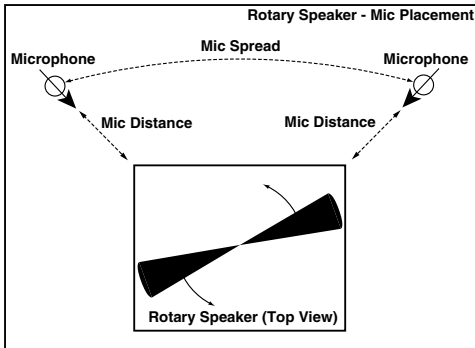 Rotary Speaker - Mic Placement
Mic Spread
Microphone
Microphone
Mic Distance
Mic Distance
Rotary Speaker (Top View)